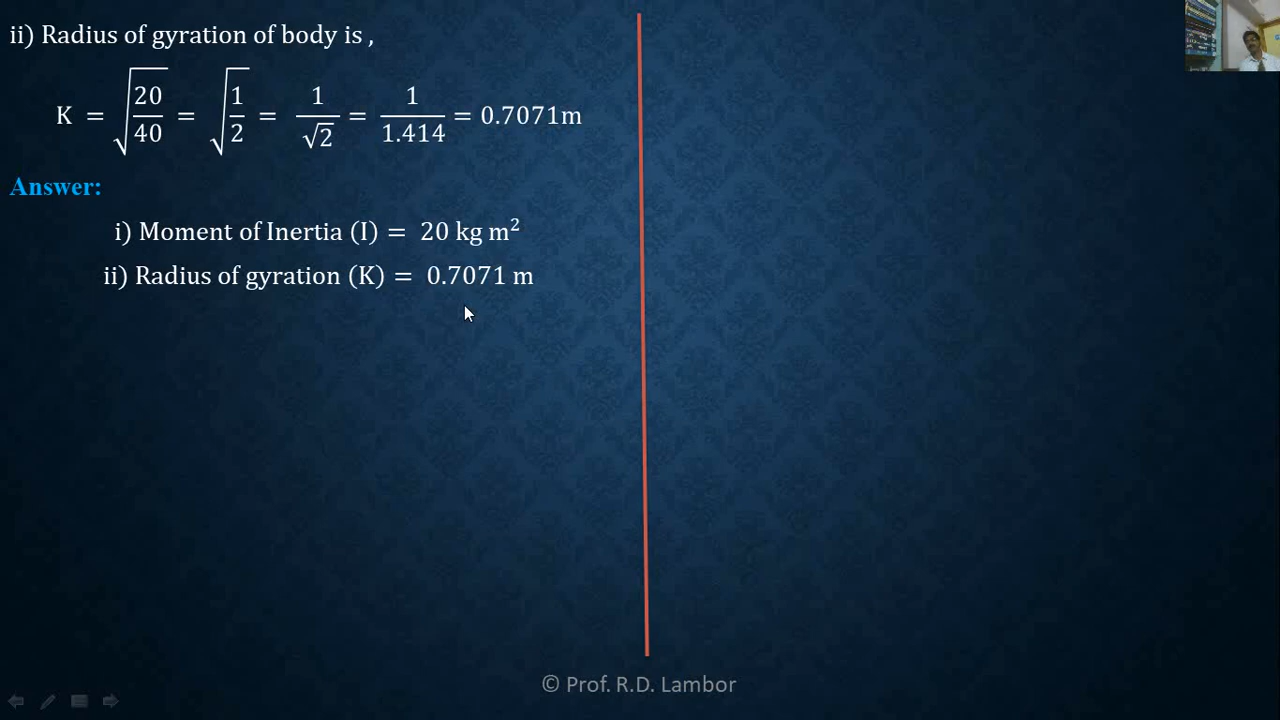 ii) Radius of gyration of body is ,
K = √(20/40) = √(1/2) = 1/√2 = 1/1.414 = 0.7071m
Answer:
i) Moment of Inertia (I) = 20 kg m²
ii) Radius of gyration (K) = 0.7071 m
© Prof. R.D. Lambor